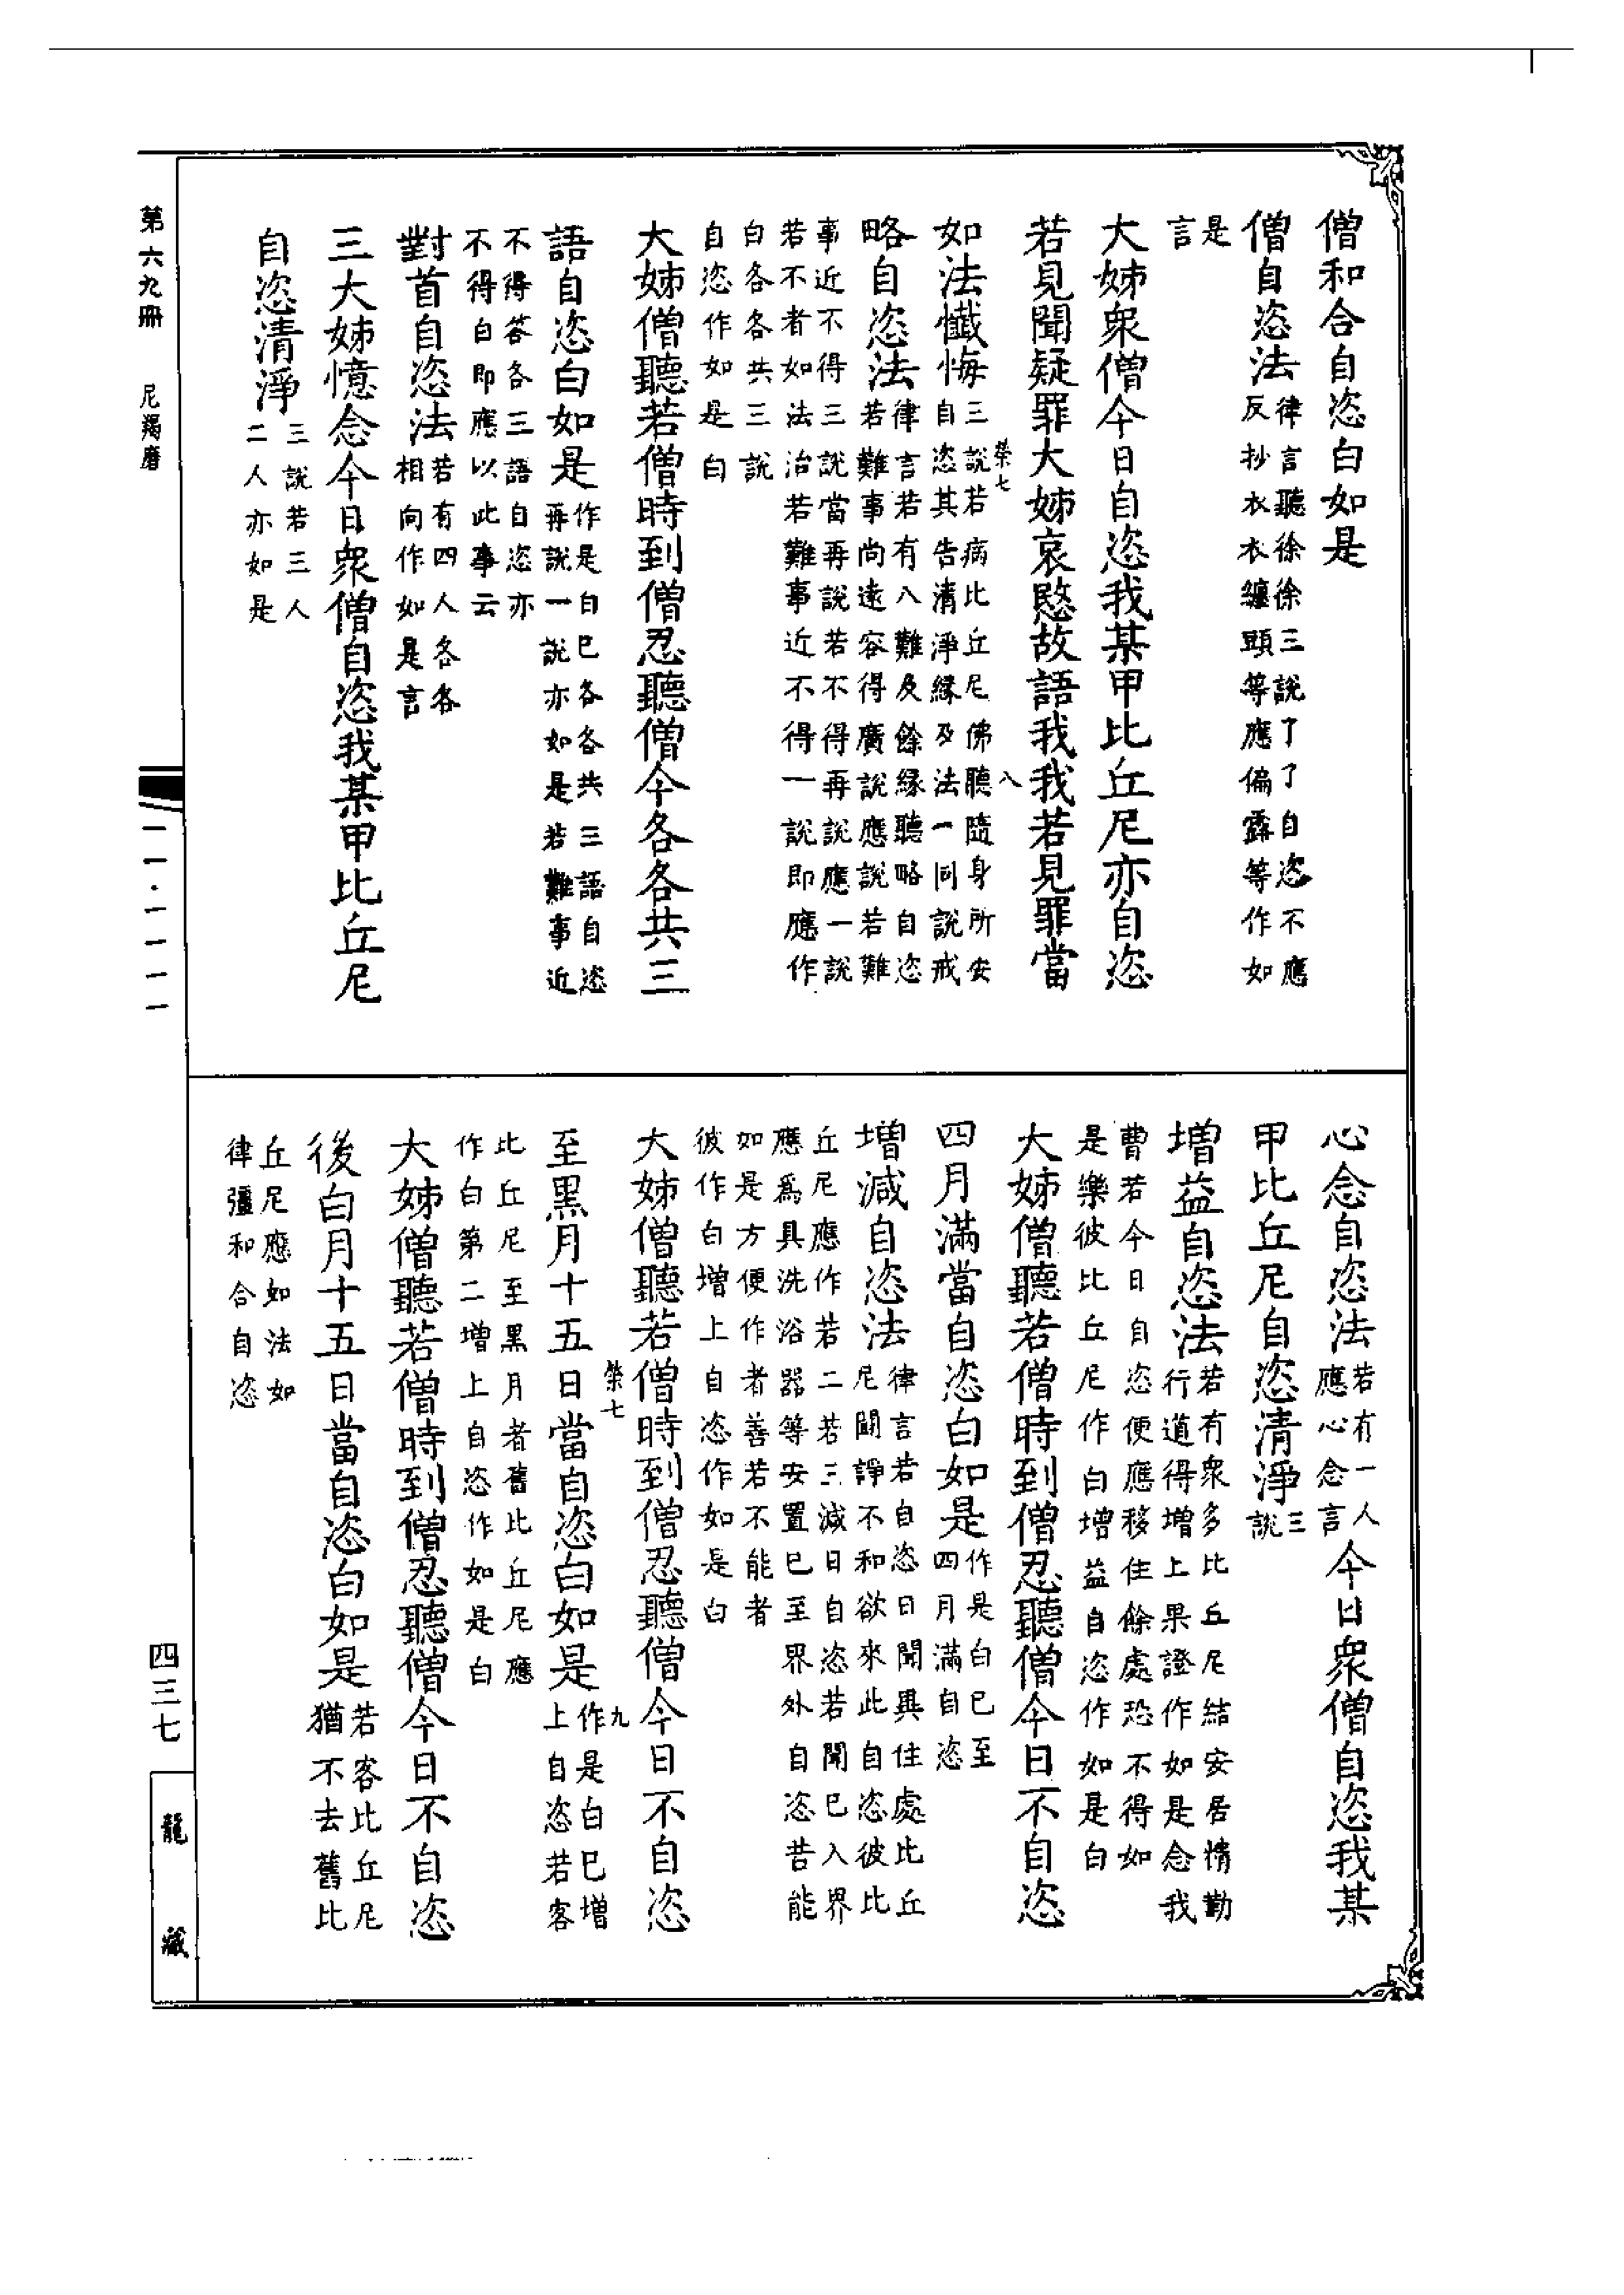 僧和合自恣白如是
僧自恣法律言聽徐徐三說了了自恣不應
反抄衣衣纏頭等應偏露等作如
是
言
大姊衆僧今日自恣我某甲比丘尼亦自恣
若見聞疑罪大姊哀愍故語我我若見罪當
榮七 八
如法懺悔三說若病比丘尼佛聽隨身所安
自恣其告清淨緣及法一同說戒
略自恣法律言若有八難及餘緣聽略自恣
若難事尚遠容得廣說應說若難
事近不得三說當再說若不得再說應一說
若不者如法治若難事近不得一說即應作
白各各共三說
自恣作如是白
大姊僧聽若僧時到僧忍聽僧今各各共三
語自恣白如是作是白已各各共三語自恣
再說一說亦如是若難事近
不得答各三語自恣亦
不得白即應以此事云
對首自恣法若有四人各各
相向作如是言
三大姊憶念今日衆僧自恣我某甲比丘尼
自恣清淨三說若三人
二人亦如是
心念自恣法若有一人
應心念言今日衆僧自恣我某
甲比丘尼自恣清淨三
說
增益自恣法若有衆多比丘尼結安居精勤
行道得增上果證作如是念我
曹若今日自恣便應移住餘處恐不得如
是樂彼比丘尼作白增益自恣作如是白
大姊僧聽若僧時到僧忍聽僧今日不自恣
四月滿當自恣白如是作是白已至
四月滿自恣
增減自恣法律言若自恣日聞異住處比丘
尼鬭諍不和欲來此自恣彼比
丘尼應作若二若三減日自恣若聞已入界
應爲具洗浴器等安置已至界外自恣昔能
如是方便作者善若不能者
彼作白增上自恣作如是白
大姊僧聽若僧時到僧忍聽僧今日不自恣
榮七 九
至黑月十五日當自恣白如是作是白已增
上自恣若客
比丘尼至黑月者舊比丘尼應
作白第二增上自恣作如是白
大姊僧聽若僧時到僧忍聽僧今日不自恣
後白月十五日當自恣白如是若客比丘尼
猶不去舊比
丘尼應如法如
律彊和合自恣
第六九冊 尼羯磨
一一·一一一一
四三七
龍藏